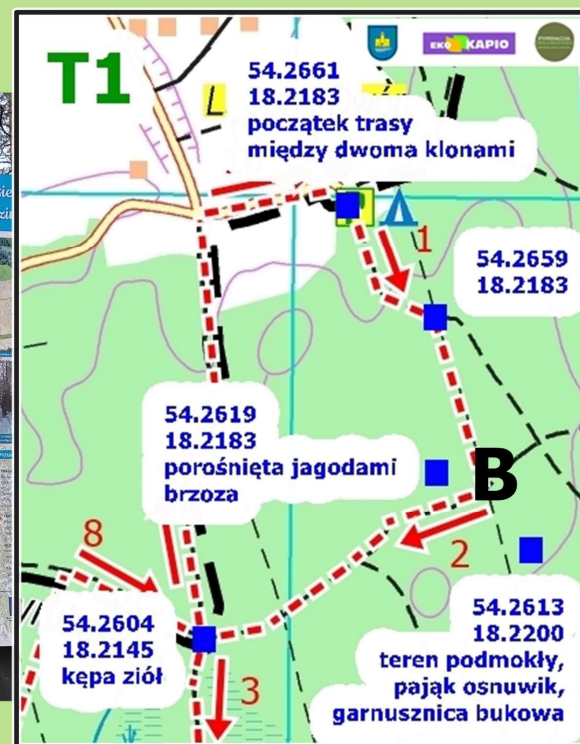 T1
EKO KAPIO
FUNDACJA
54.2661
18.2183
początek trasy
między dwoma klonami
1
54.2659
18.2183
54.2619
18.2183
porośnięta jagodami
brzoza
B
8
2
54.2604
18.2145
kępa ziół
3
54.2613
18.2200
teren podmokły,
pająk osnuwik,
garnusznica bukowa